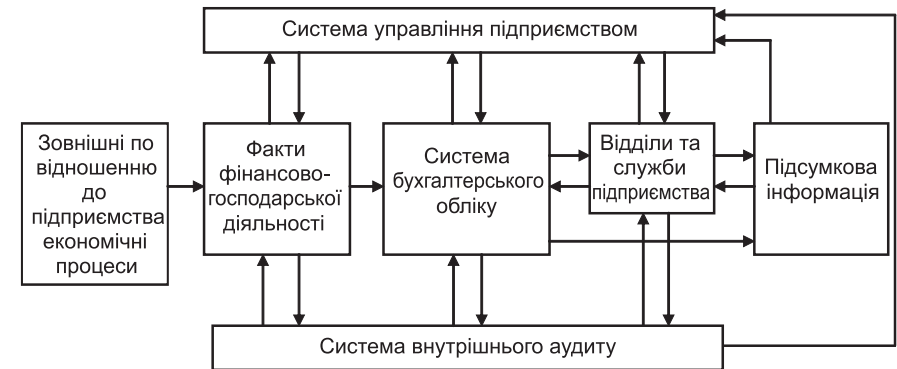 Система управління підприємством
Зовнішні по
відношенню
до
підприємства
економічні
процеси
Факти
фінансово-
господарської
діяльності
Система
бухгалтерського
обліку
Відділи та
служби
підприємства
Підсумкова
інформація
Система внутрішнього аудиту